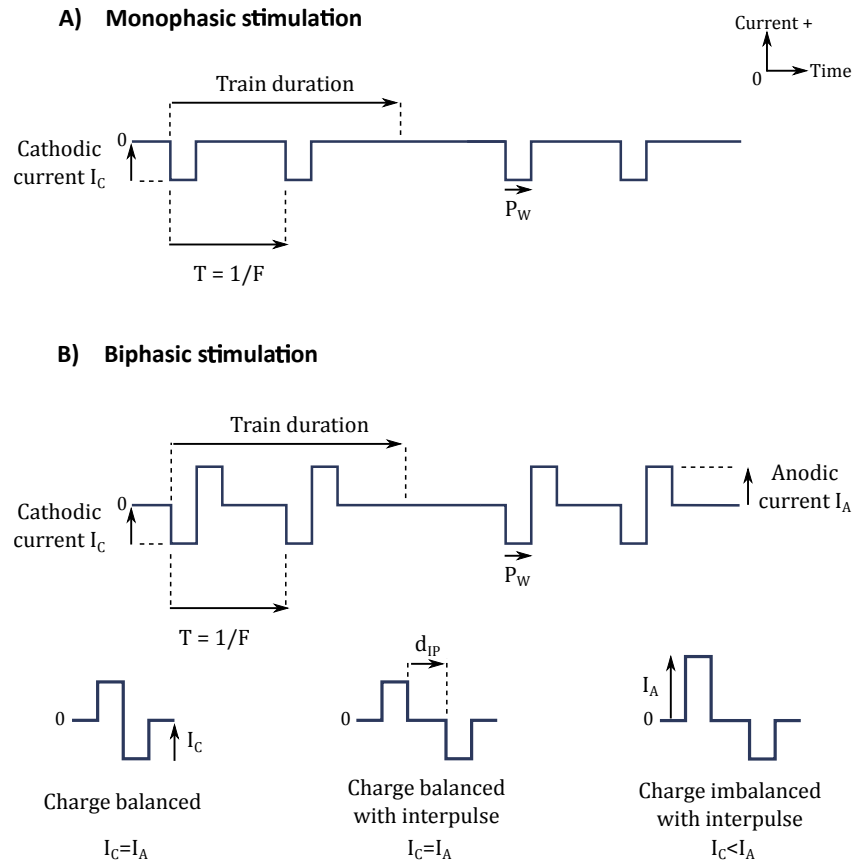 A) Monophasic stimulation
Current +
0
Time
Train duration
0
Cathodic
current I_C
P_W
T = 1/F
B) Biphasic stimulation
Train duration
0
Cathodic
current I_C
Anodic
current I_A
P_W
T = 1/F
d_IP
0
I_C
0
I_A
0
Charge balanced
I_C=I_A
Charge balanced
with interpulse
I_C=I_A
Charge imbalanced
with interpulse
I_C<I_A